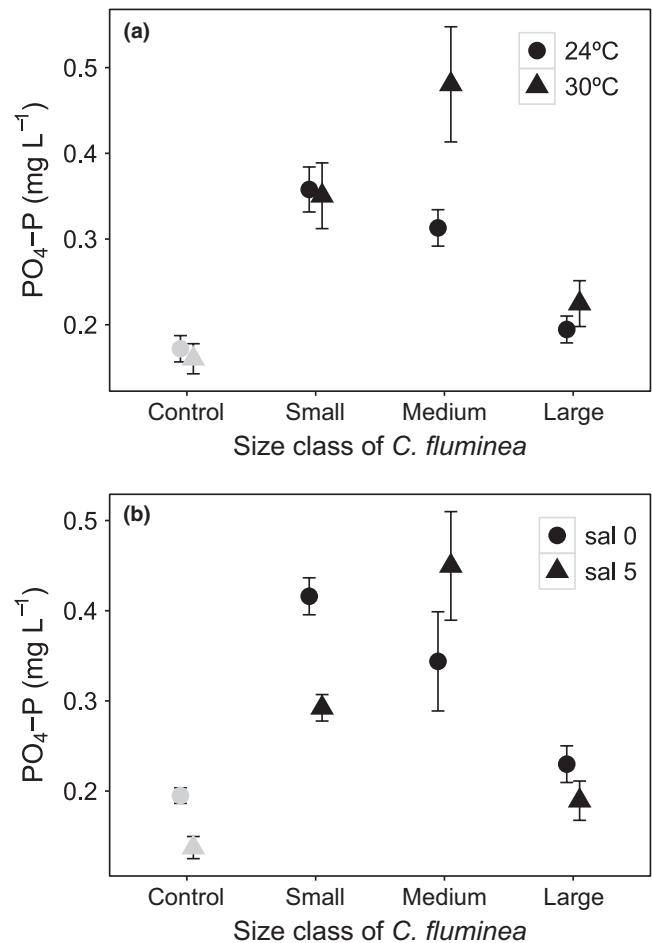 (a)
24ºC
30ºC
0.5
0.4
0.3
0.2
PO₄−P (mg L⁻¹)
Control Small Medium Large
Size class of C. fluminea
(b)
sal 0
sal 5
0.5
0.4
0.3
0.2
PO₄−P (mg L⁻¹)
Control Small Medium Large
Size class of C. fluminea